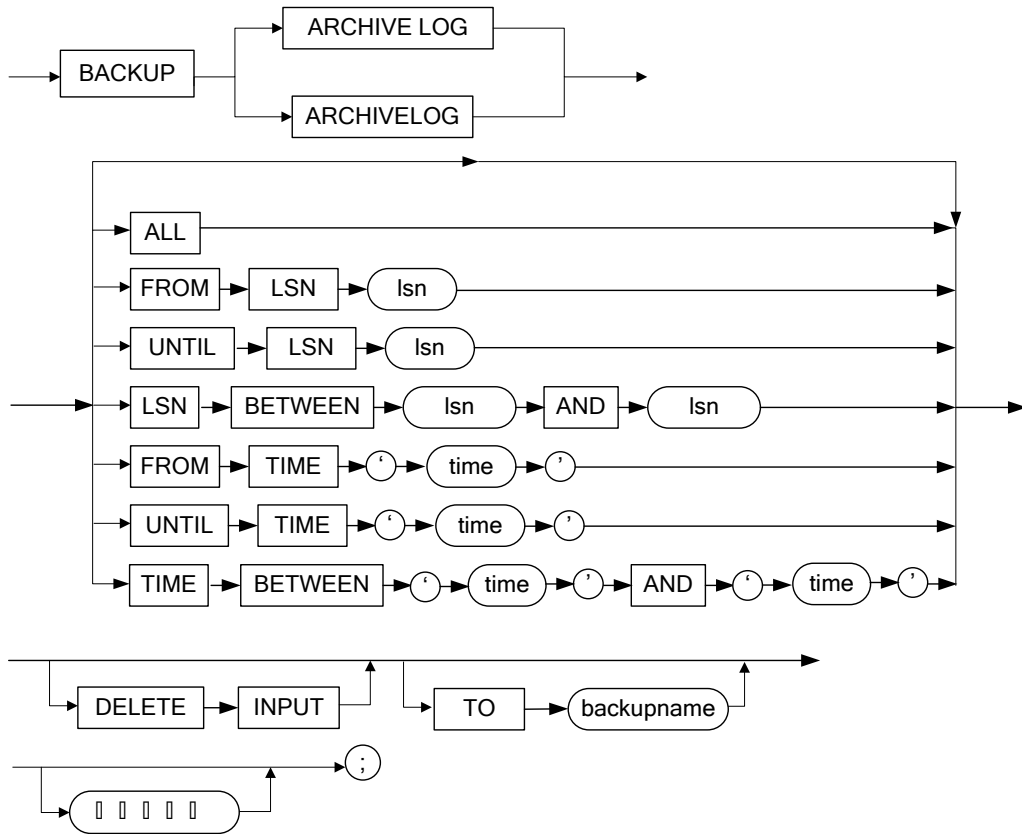 ARCHIVE LOG
BACKUP
ARCHIVELOG
ALL
FROM LSN lsn
UNTIL LSN lsn
LSN BETWEEN lsn AND lsn
FROM TIME ‘ time ’
UNTIL TIME ‘ time ’
TIME BETWEEN ‘ time ’ AND ‘ time ’
DELETE INPUT TO backupname
;